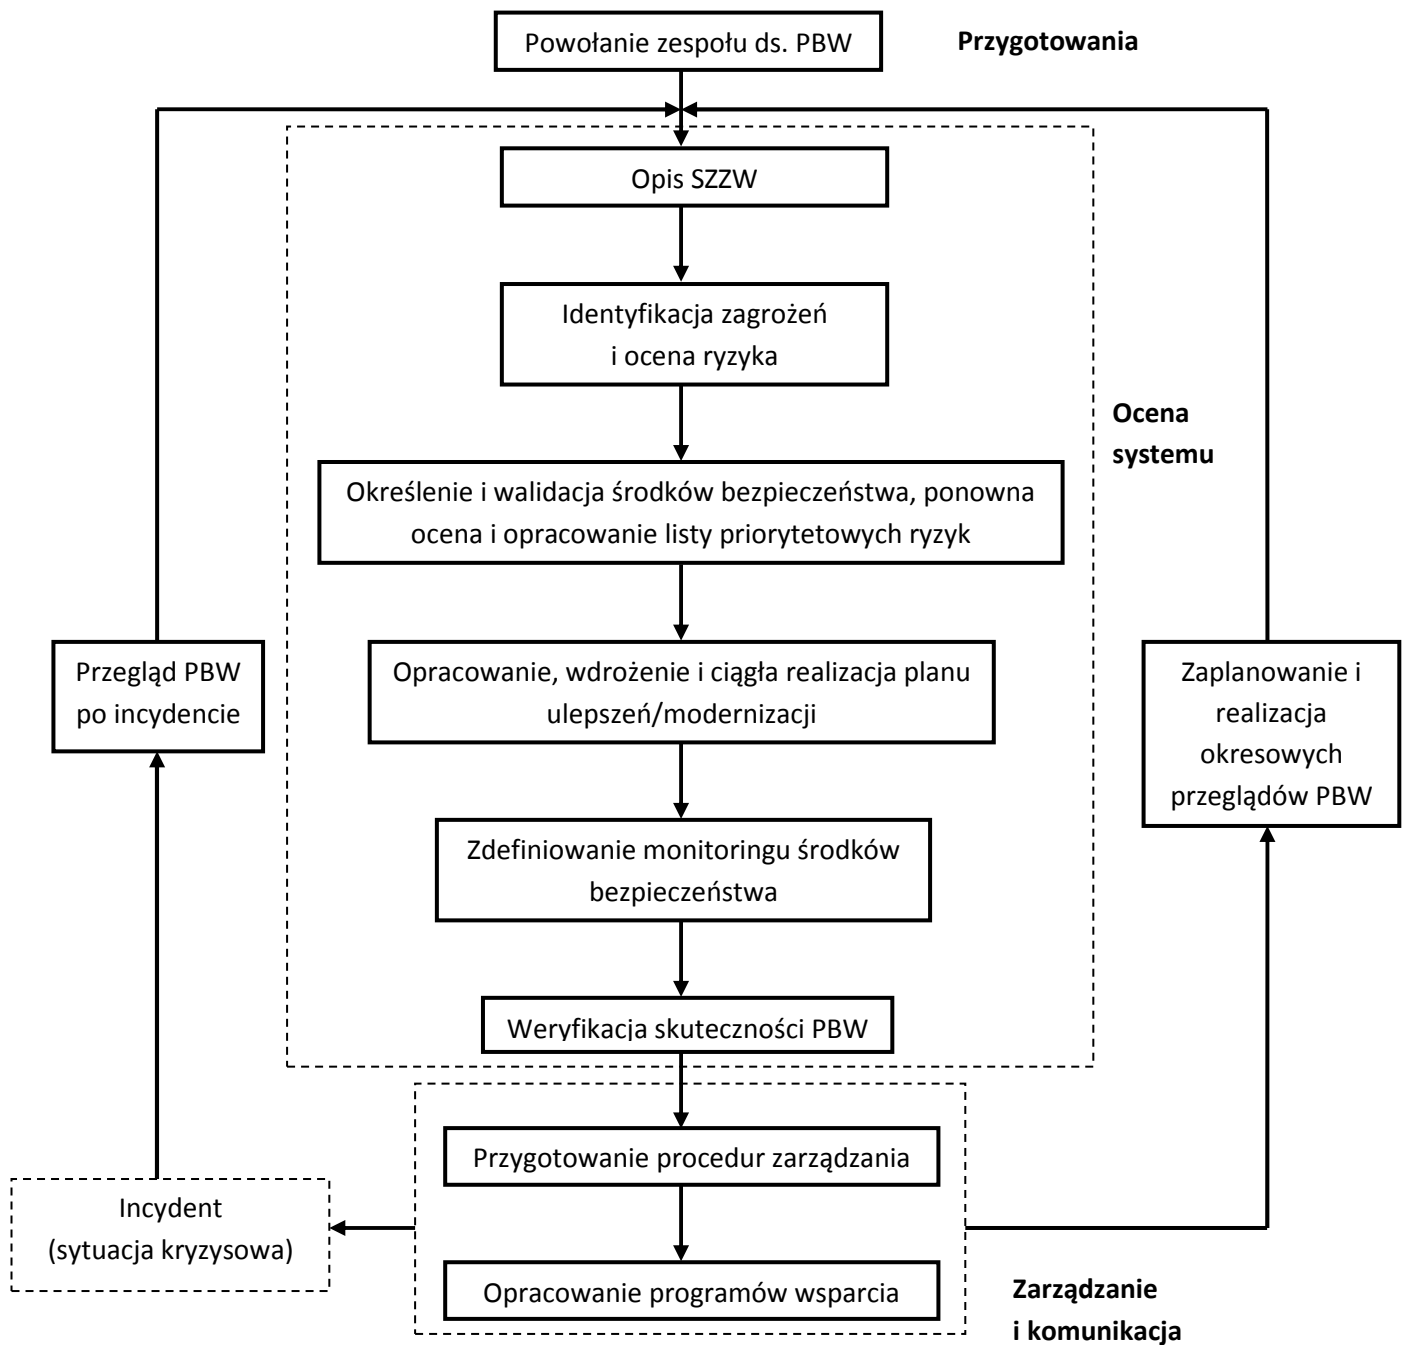 Powołanie zespołu ds. PBW
Przygotowania
Opis SZZW
Identyfikacja zagrożeń
i ocena ryzyka
Ocena
systemu
Określenie i walidacja środków bezpieczeństwa, ponowna
ocena i opracowanie listy priorytetowych ryzyk
Przegląd PBW
po incydencie
Opracowanie, wdrożenie i ciągła realizacja planu
ulepszeń/modernizacji
Zaplanowanie i
realizacja
okresowych
przeglądów PBW
Zdefiniowanie monitoringu środków
bezpieczeństwa
Weryfikacja skuteczności PBW
Przygotowanie procedur zarządzania
Incydent
(sytuacja kryzysowa)
Opracowanie programów wsparcia
Zarządzanie
i komunikacja